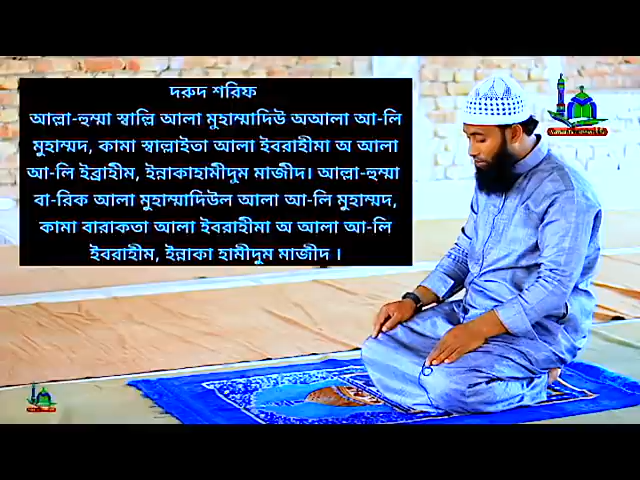 দরুদ শরিফ
আল্লা-হুম্মা স্বাল্লি আলা মুহাম্মাদিউ অআলা আ-লি
মুহাম্মদ, কামা স্বাল্লাইতা আলা ইবরাহীমা অ আলা
আ-লি ইব্রাহীম, ইন্নাকাহামীদুম মাজীদ। আল্লা-হুম্মা
বা-রিক আলা মুহাম্মাদিউল আলা আ-লি মুহাম্মদ,
কামা বারাকতা আলা ইবরাহীমা অ আলা আ-লি
ইবরাহীম, ইন্নাকা হামীদুম মাজীদ ।